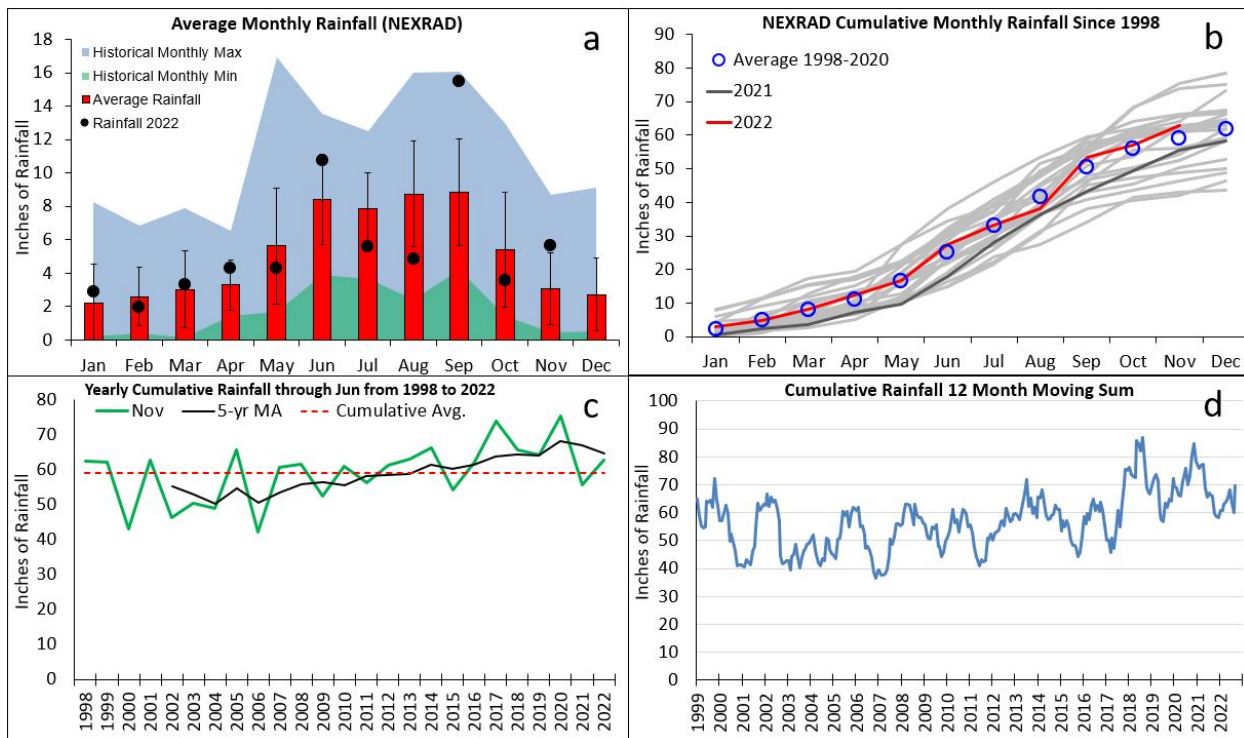 Average Monthly Rainfall (NEXRAD)
a
18
16
14
12
10
8
6
4
2
0
Inches of Rainfall
Historical Monthly Max
Historical Monthly Min
Average Rainfall
Rainfall 2022
Jan Feb Mar Apr May Jun Jul Aug Sep Oct Nov Dec
NEXRAD Cumulative Monthly Rainfall Since 1998
b
90
80
70
60
50
40
30
20
10
0
Inches of Rainfall
Average 1998-2020
2021
2022
Jan Feb Mar Apr May Jun Jul Aug Sep Oct Nov Dec
Yearly Cumulative Rainfall through Jun from 1998 to 2022
c
Nov 5-yr MA Cumulative Avg.
80
70
60
50
40
30
20
10
0
Inches of Rainfall
1998 1999 2000 2001 2002 2003 2004 2005 2006 2007 2008 2009 2010 2011 2012 2013 2014 2015 2016 2017 2018 2019 2020 2021 2022
Cumulative Rainfall 12 Month Moving Sum
d
100
90
80
70
60
50
40
30
20
10
0
Inches of Rainfall
1999 2000 2001 2002 2003 2004 2005 2006 2007 2008 2009 2010 2011 2012 2013 2014 2015 2016 2017 2018 2019 2020 2021 2022